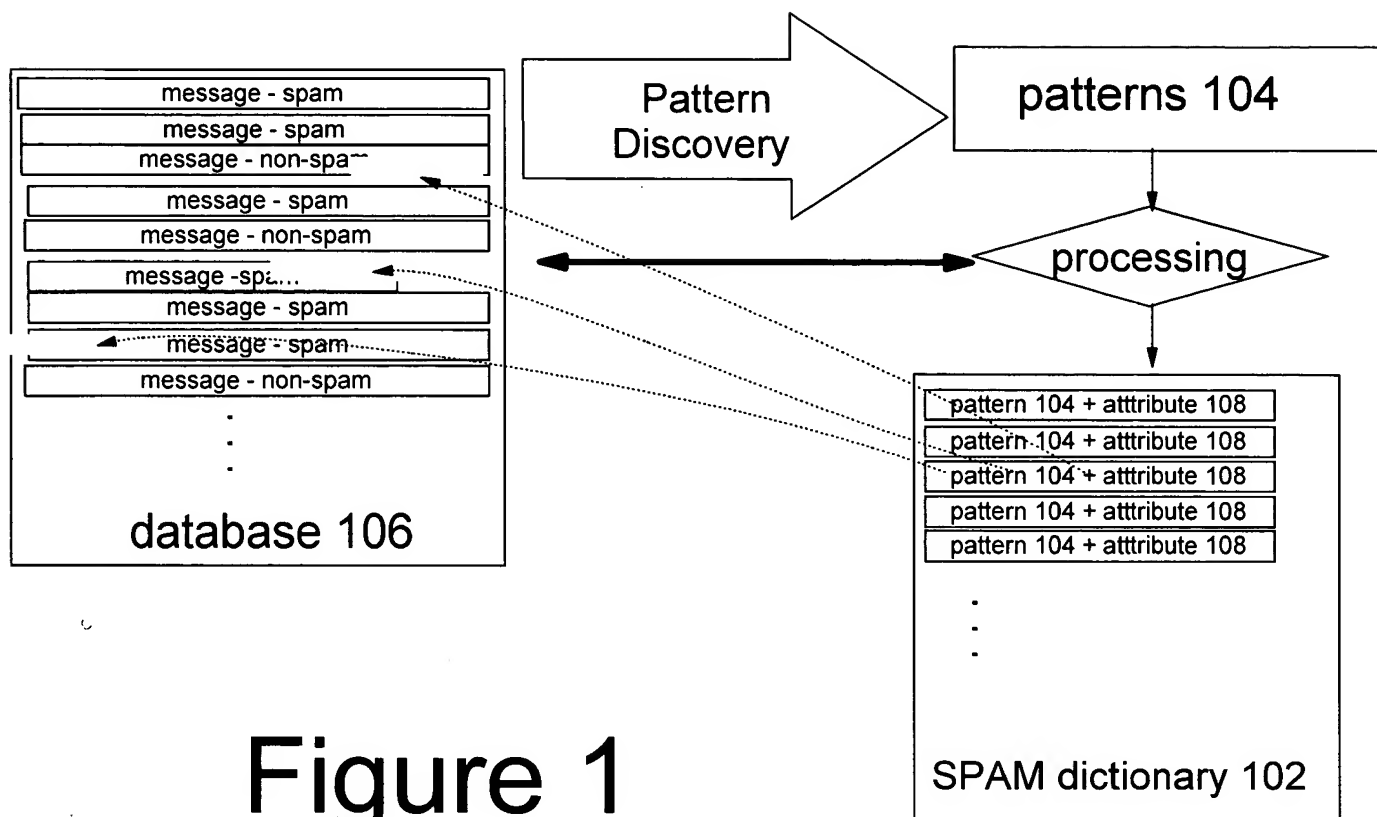 message - spam
message - spam
message - non-spam
message - spam
message - non-spam
message -spa...
message - spam
message - spam
message - non-spam
database 106
Pattern
Discovery
patterns 104
processing
pattern 104 + atttribute 108
pattern 104 + atttribute 108
pattern 104 + atttribute 108
pattern 104 + atttribute 108
pattern 104 + atttribute 108
SPAM dictionary 102
Figure 1